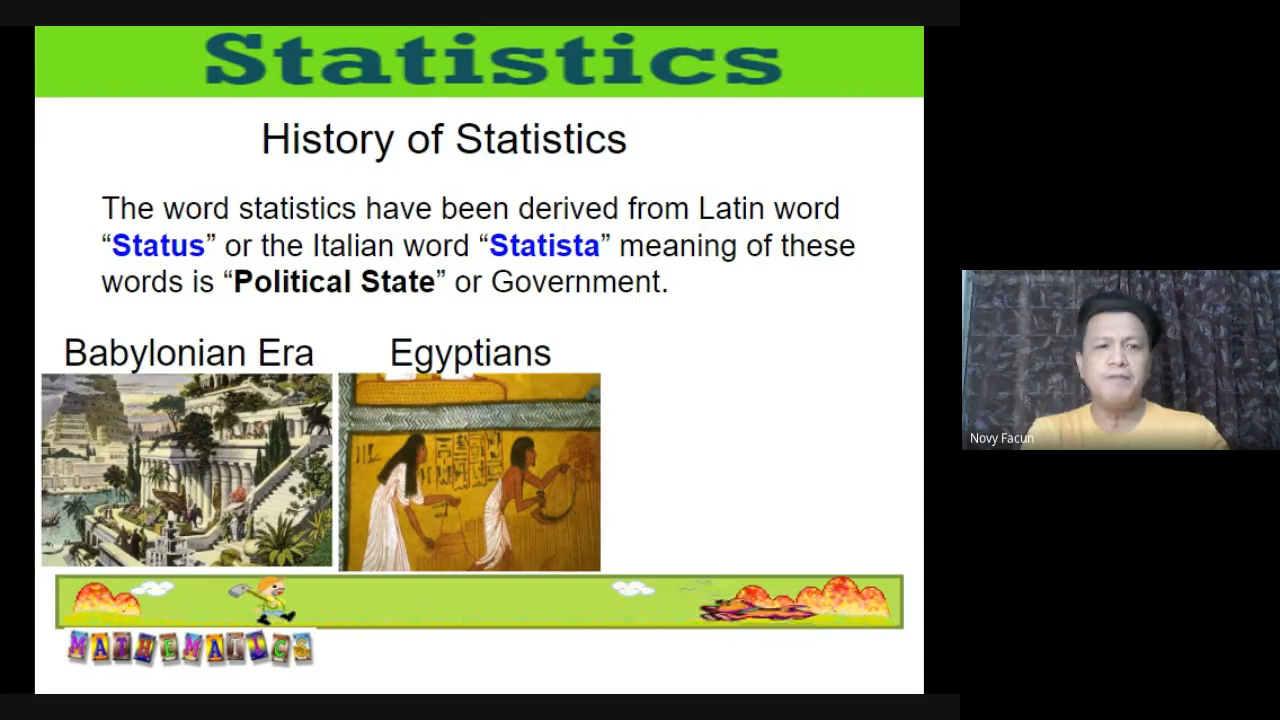 Statistics
History of Statistics
The word statistics have been derived from Latin word
“Status” or the Italian word “Statista” meaning of these
words is “Political State” or Government.
Babylonian Era
Egyptians
MATHEMATICS
Novy Facun